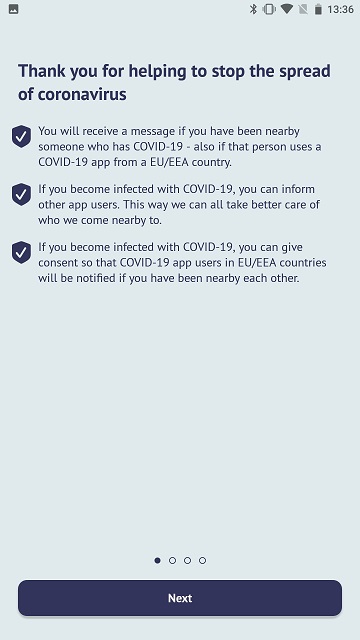 13:36
Thank you for helping to stop the spread
of coronavirus
You will receive a message if you have been nearby
someone who has COVID-19 - also if that person uses a
COVID-19 app from a EU/EEA country.
If you become infected with COVID-19, you can inform
other app users. This way we can all take better care of
who we come nearby to.
If you become infected with COVID-19, you can give
consent so that COVID-19 app users in EU/EEA countries
will be notified if you have been nearby each other.
Next